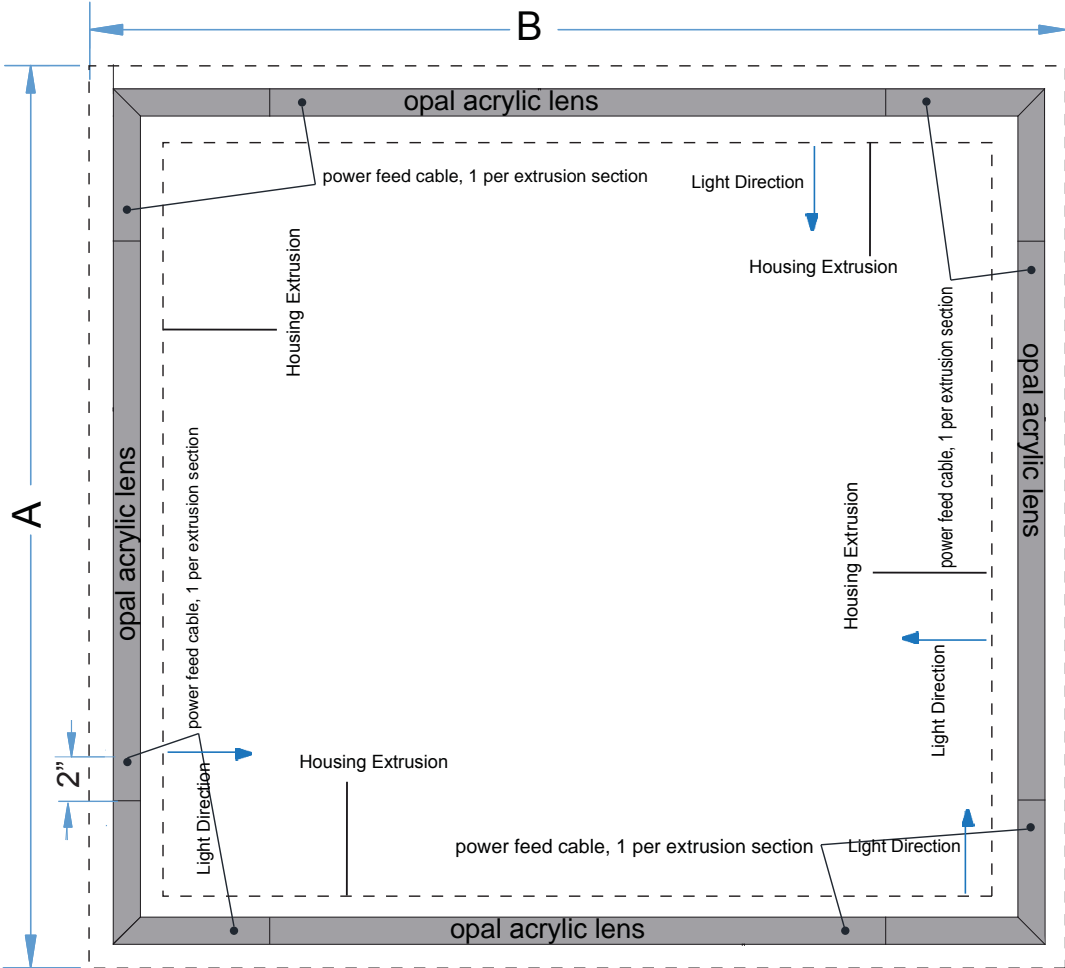 B
opal acrylic lens
power feed cable, 1 per extrusion section
Light Direction
Housing Extrusion
Housing Extrusion
power feed cable, 1 per extrusion section
opal acrylic lens
A
opal acrylic lens
power feed cable, 1 per extrusion section
Housing Extrusion
Light Direction
2”
Light Direction
Housing Extrusion
power feed cable, 1 per extrusion section
Light Direction
opal acrylic lens